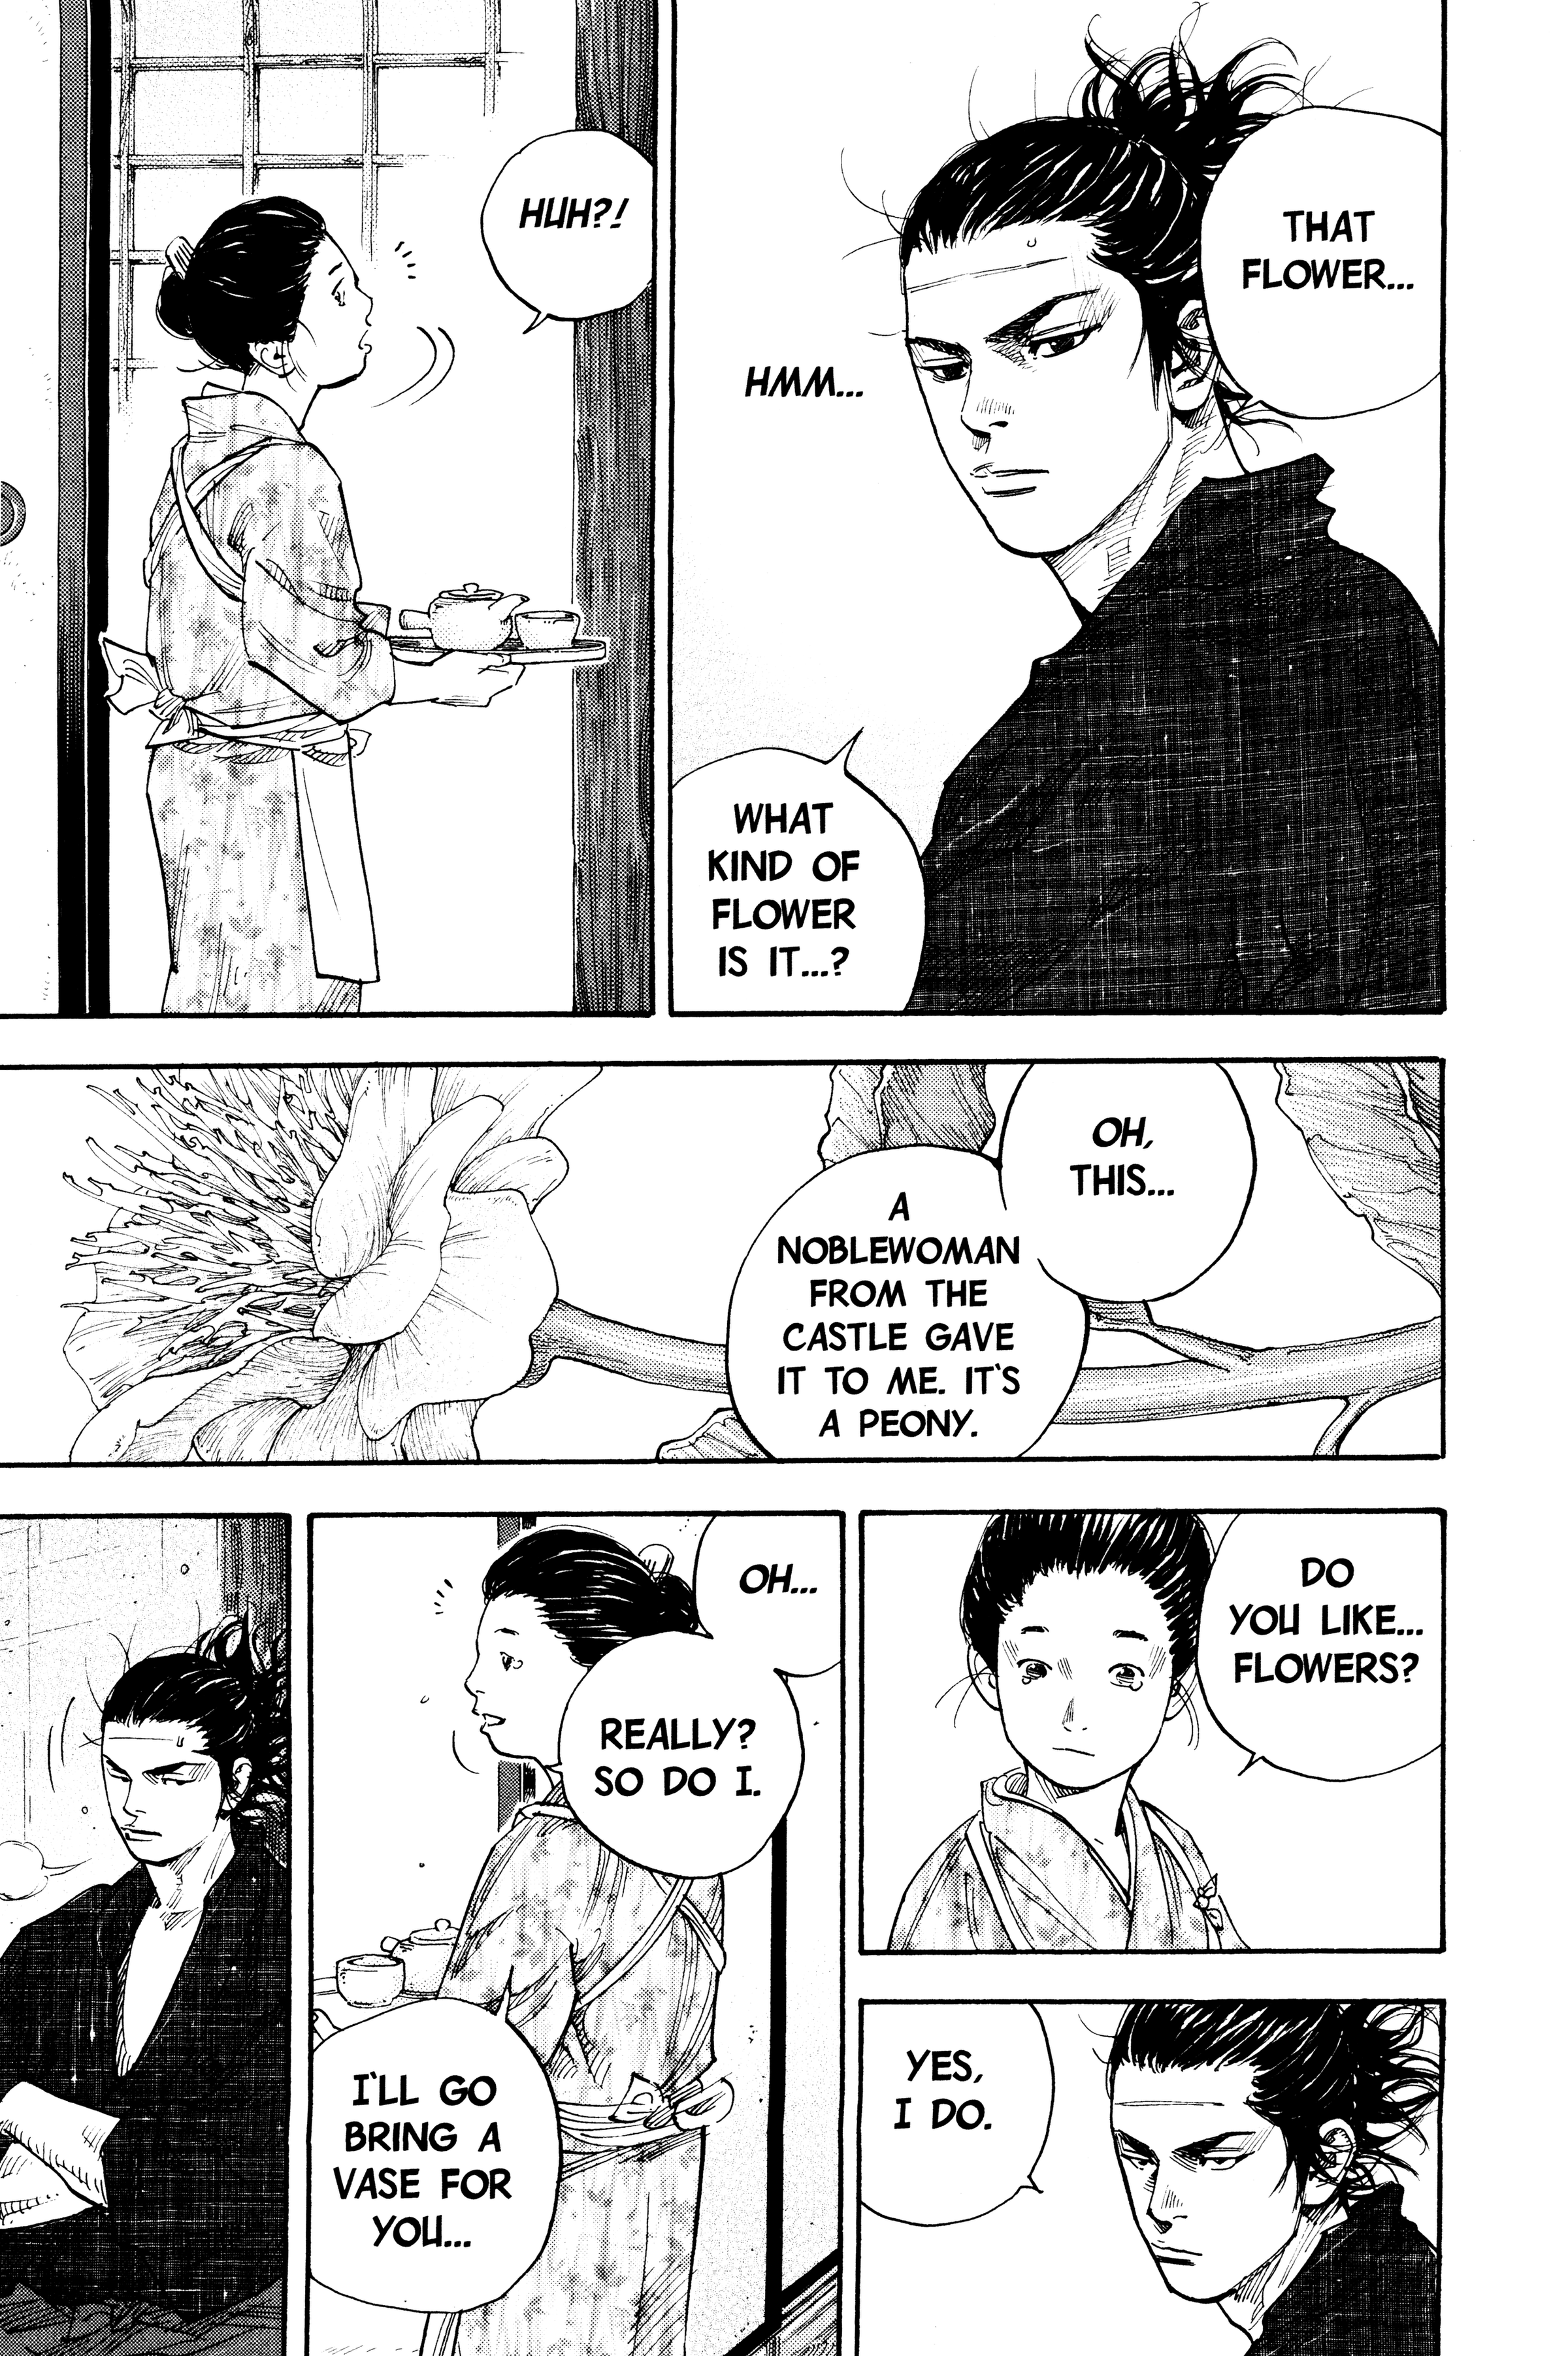 THAT
FLOWER...
HMM...
WHAT
KIND OF
FLOWER
IS IT...?
HUH?!
OH,
THIS...
A
NOBLEWOMAN
FROM THE
CASTLE GAVE
IT TO ME. IT'S
A PEONY.
DO
YOU LIKE...
FLOWERS?
YES,
I DO.
OH...
REALLY?
SO DO I.
I'LL GO
BRING A
VASE FOR
YOU...